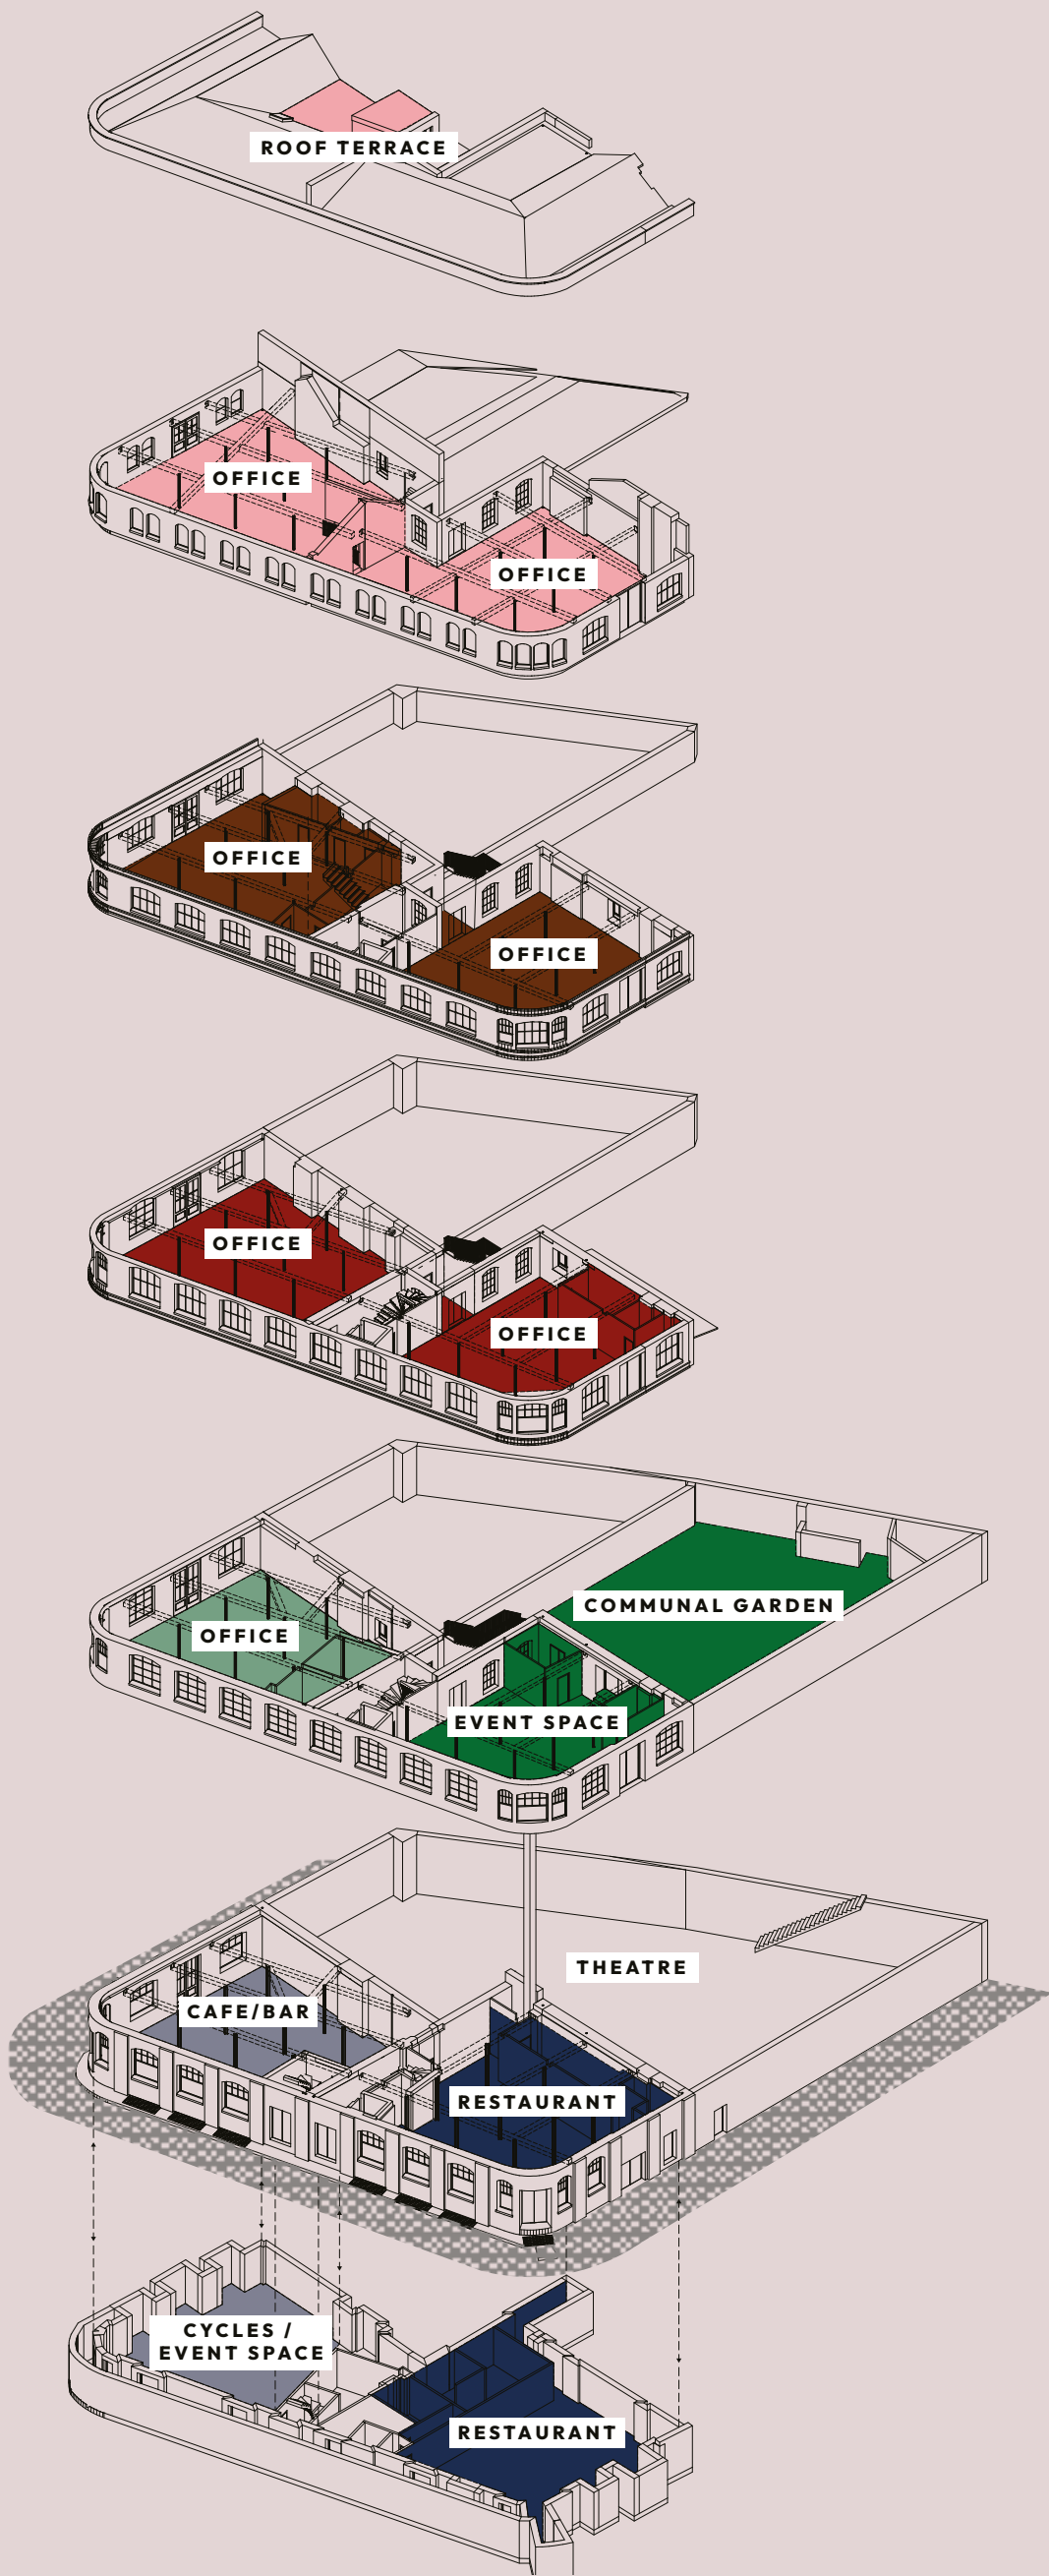 ROOF TERRACE
OFFICE
OFFICE
OFFICE
OFFICE
OFFICE
OFFICE
COMMUNAL GARDEN
OFFICE
EVENT SPACE
THEATRE
CAFE/BAR
RESTAURANT
CYCLES /
EVENT SPACE
RESTAURANT